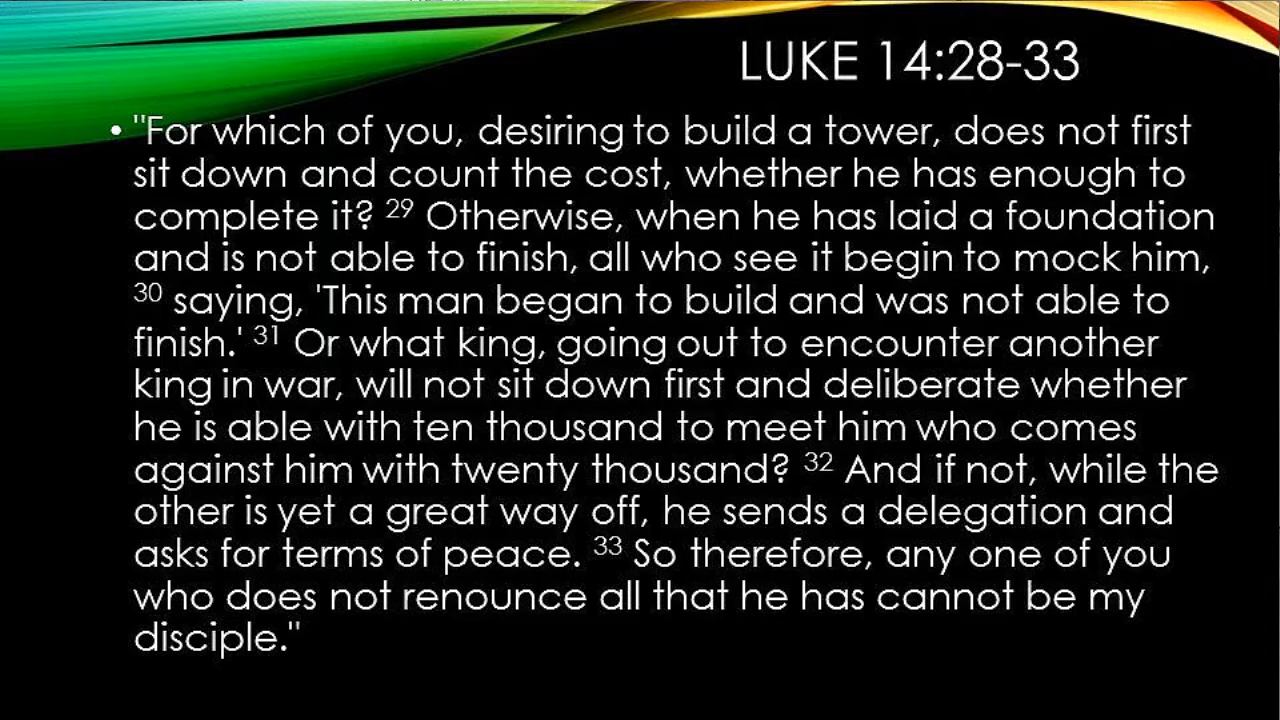 LUKE 14:28-33
• "For which of you, desiring to build a tower, does not first
sit down and count the cost, whether he has enough to
complete it? 29 Otherwise, when he has laid a foundation
and is not able to finish, all who see it begin to mock him,
30 saying, 'This man began to build and was not able to
finish.' 31 Or what king, going out to encounter another
king in war, will not sit down first and deliberate whether
he is able with ten thousand to meet him who comes
against him with twenty thousand? 32 And if not, while the
other is yet a great way off, he sends a delegation and
asks for terms of peace. 33 So therefore, any one of you
who does not renounce all that he has cannot be my
disciple."